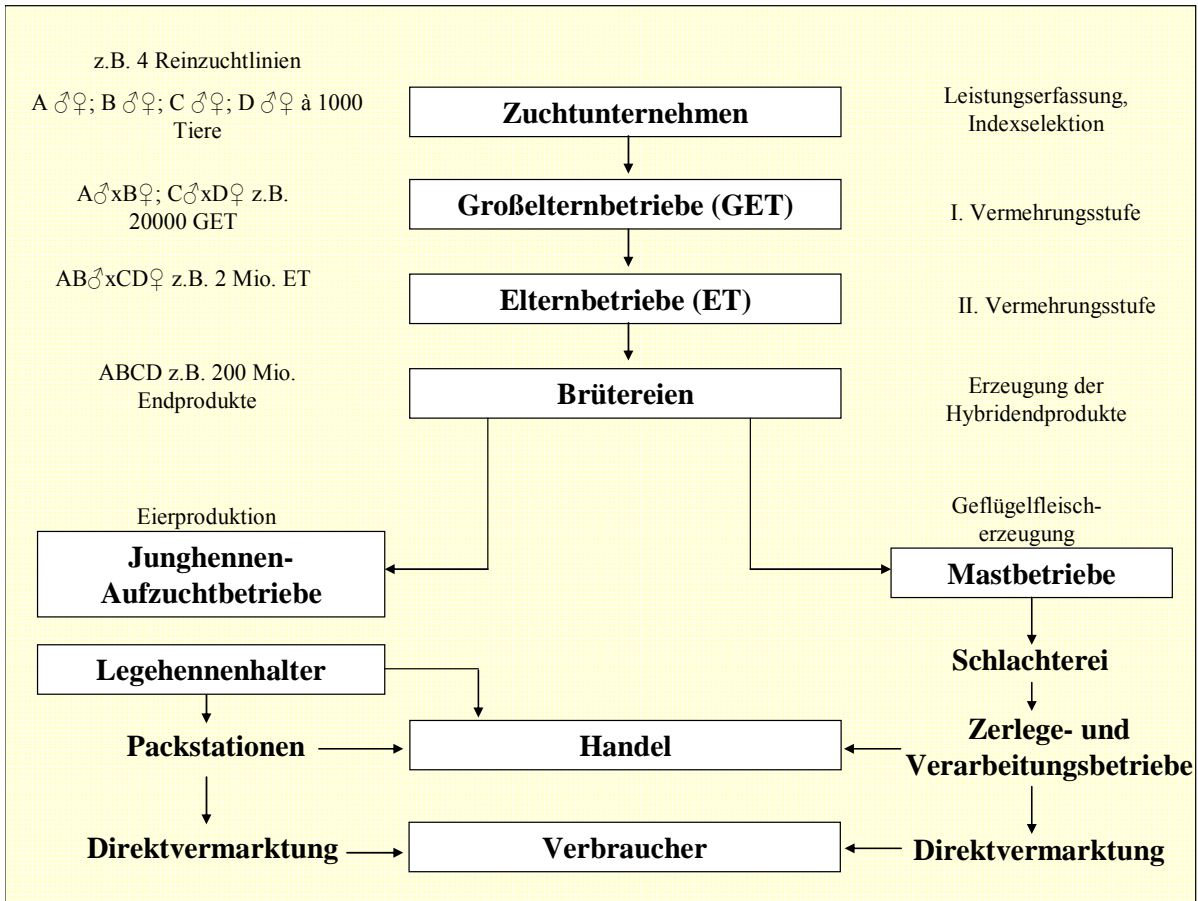 z.B. 4 Reinzuchtlinien
A ♂♀; B ♂♀; C ♂♀; D ♂♀ à 1000
Tiere
Zuchtunternehmen
Leistungserfassung,
Indexselektion
A♂xB♀; C♂xD♀ z.B.
20000 GET
Großelternbetriebe (GET)
I. Vermehrungsstufe
AB♂xCD♀ z.B. 2 Mio. ET
Elternbetriebe (ET)
II. Vermehrungsstufe
ABCD z.B. 200 Mio.
Endprodukte
Brütereien
Erzeugung der
Hybridendprodukte
Eierproduktion
Junghennen-
Aufzuchtbetriebe
Geflügelfleisch-
erzeugung
Mastbetriebe
Legehennenhalter
Schlachterei
Packstationen
Handel
Zerlege- und
Verarbeitungsbetriebe
Direktvermarktung
Verbraucher
Direktvermarktung